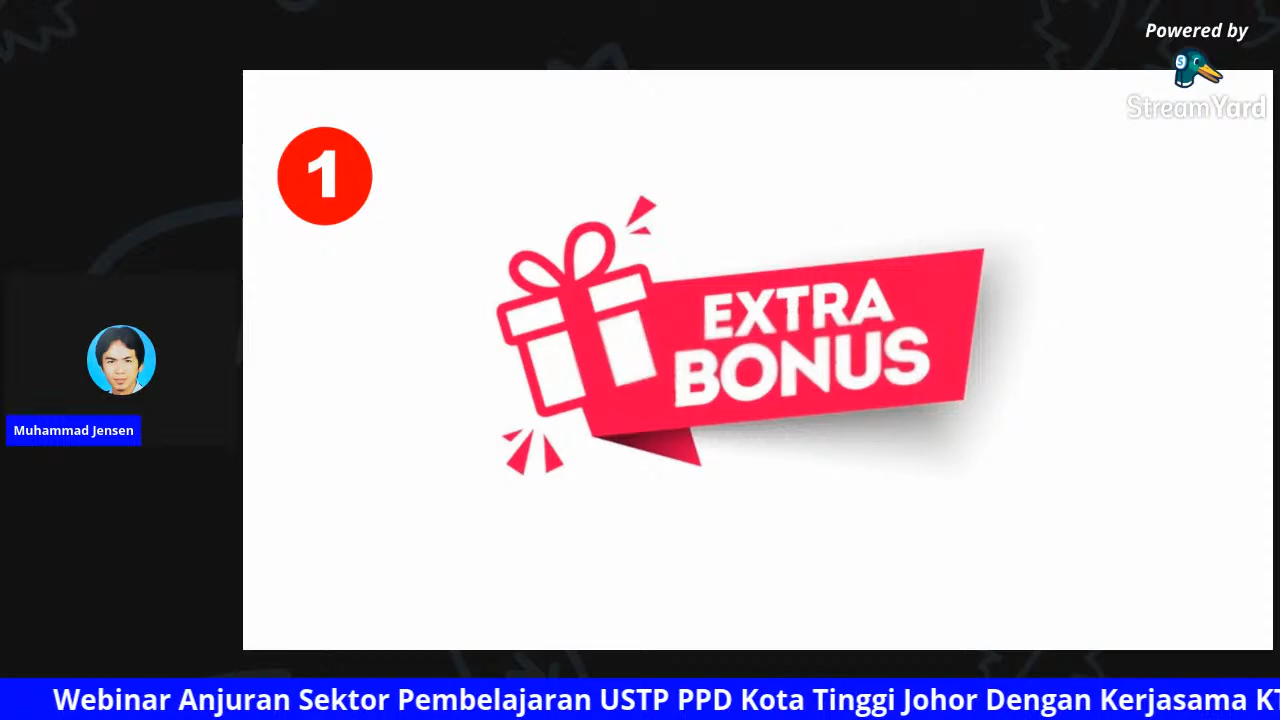 Powered by
StreamYard
1
EXTRA
BONUS
Muhammad Jensen
Webinar Anjuran Sektor Pembelajaran USTP PPD Kota Tinggi Johor Dengan Kerjasama